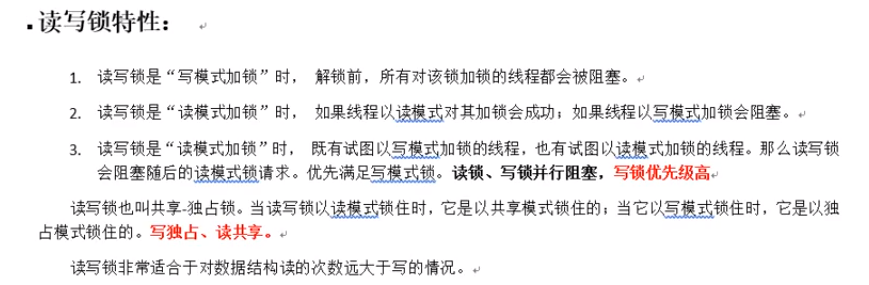 读写锁特性：
1. 读写锁是“写模式加锁”时， 解锁前，所有对该锁加锁的线程都会被阻塞。
2. 读写锁是“读模式加锁”时， 如果线程以读模式对其加锁会成功；如果线程以写模式加锁会阻塞。
3. 读写锁是“读模式加锁”时， 既有试图以写模式加锁的线程，也有试图以读模式加锁的线程。那么读写锁
会阻塞随后的读模式锁请求。优先满足写模式锁。读锁、写锁并行阻塞，写锁优先级高
读写锁也叫共享-独占锁。当读写锁以读模式锁住时，它是以共享模式锁住的；当它以写模式锁住时，它是以独
占模式锁住的。写独占、读共享。
读写锁非常适合于对数据结构读的次数远大于写的情况。